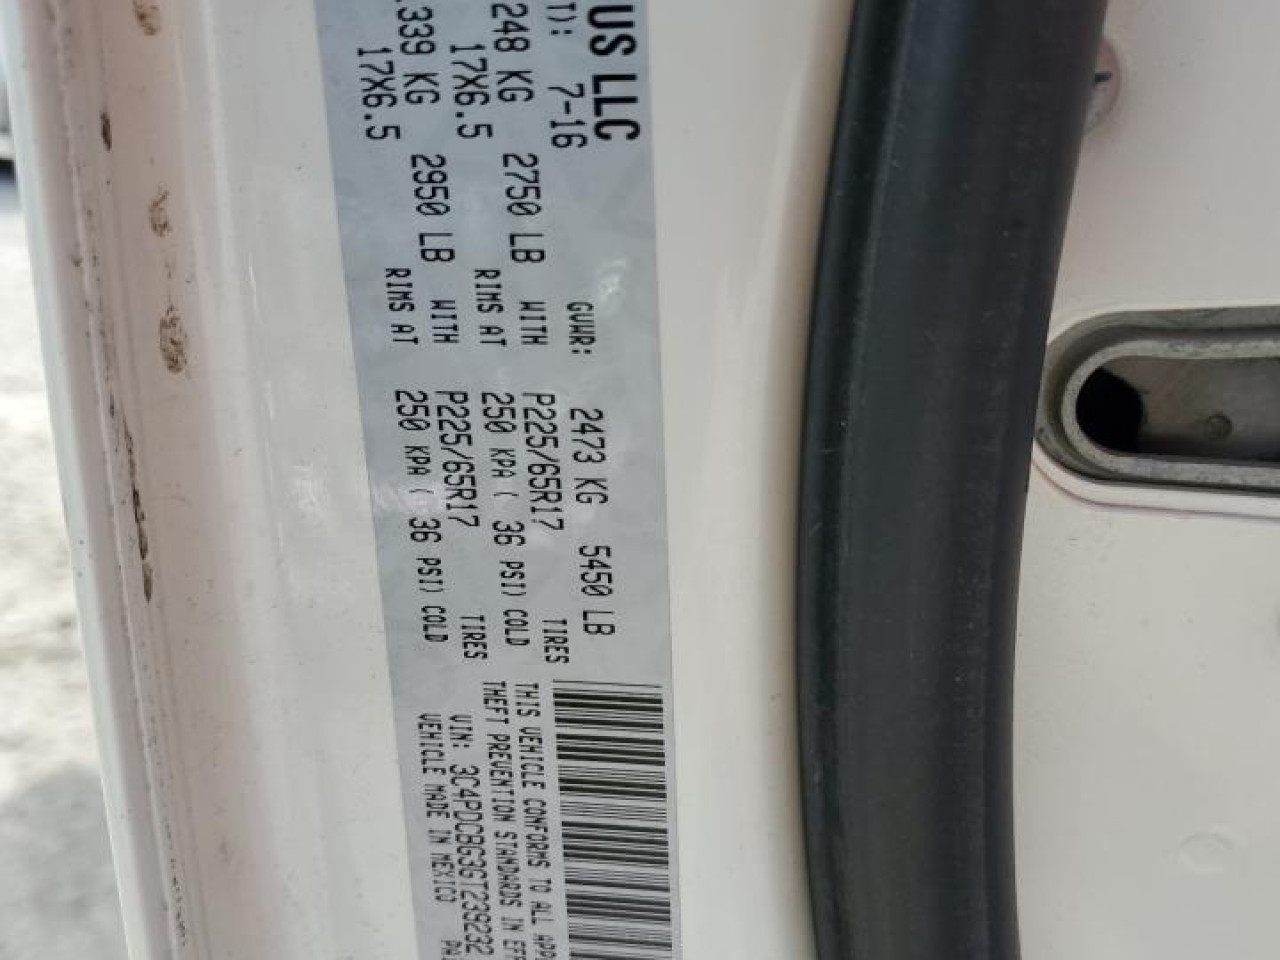 US LLC
T): 7-16 GVWR: 2473 KG 5450 LB
248 KG 2750 LB WITH P225/65R17 TIRES
17X6.5 RIMS AT 250 KPA ( 36 PSI) COLD
339 KG 2950 LB WITH P225/65R17 TIRES
17X6.5 RIMS AT 250 KPA ( 36 PSI) COLD
THIS VEHICLE CONFORMS TO ALL APPL
THEFT PREVENTION STANDARDS IN EFF
VIN: 3C4PDCBG3GT239232
VEHICLE MADE IN MEXICO PAI